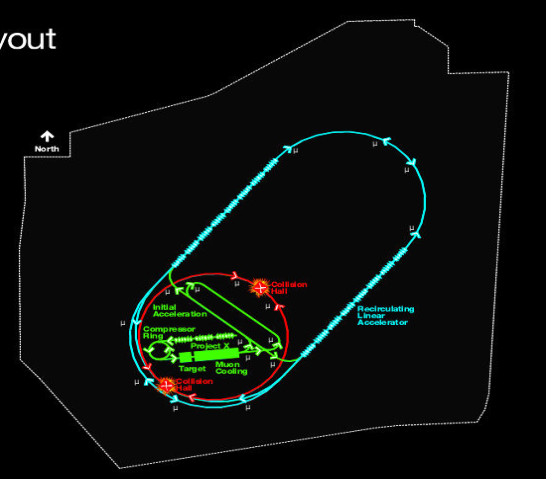 yout
North
μ
μ
μ
μ
μ
Collision
Hall
μ
μ
μ
μ
Initial
Acceleration
Recirculating
Linear
Accelerator
μ
Compressor
Ring
Project X
μ
μ
Target
Muon
Cooling
μ
Collision
Hall
μ
μ
μ